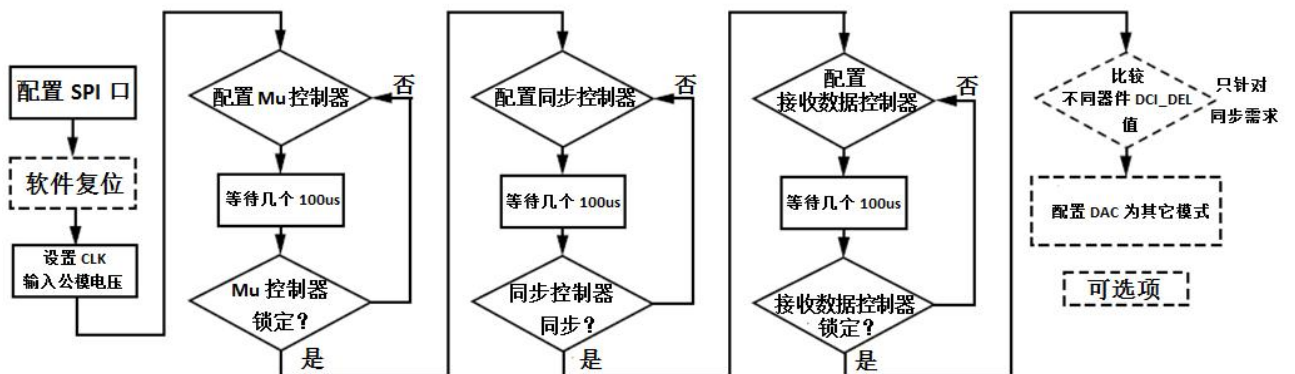 配置 SPI 口
软件复位
设置 CLK
输入公模电压
配置 Mu 控制器
否
等待几个 100us
Mu 控制器
锁定？
是
配置同步控制器
否
等待几个 100us
同步控制器
同步？
是
配置
接收数据控制器
否
等待几个 100us
接收数据控制器
锁定？
是
比较
不同器件 DCI_DEL
值
只针对
同步需求
配置 DAC 为其它模式
可选项